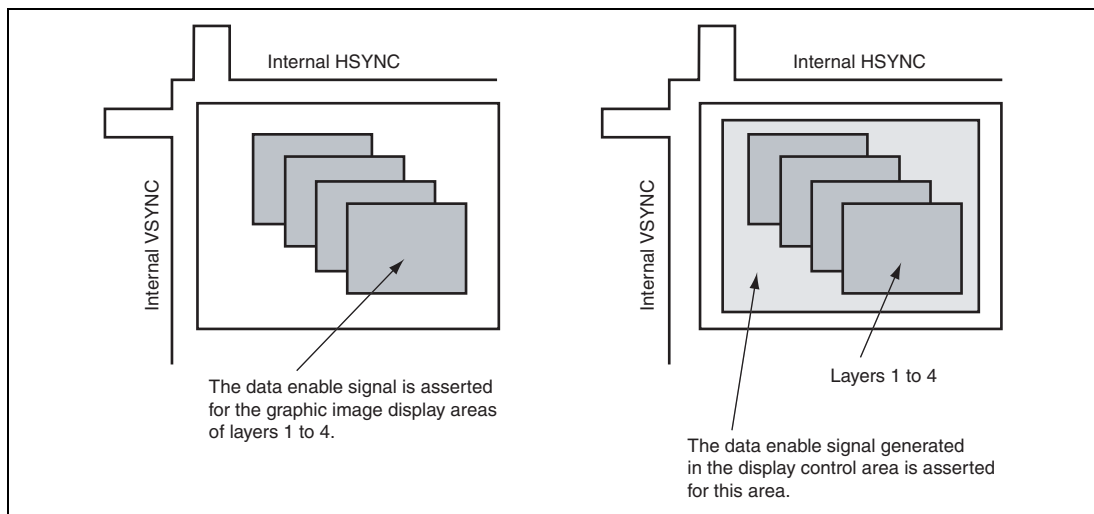 Internal HSYNC
Internal VSYNC
The data enable signal is asserted
for the graphic image display areas
of layers 1 to 4.
Internal HSYNC
Internal VSYNC
Layers 1 to 4
The data enable signal generated
in the display control area is asserted
for this area.